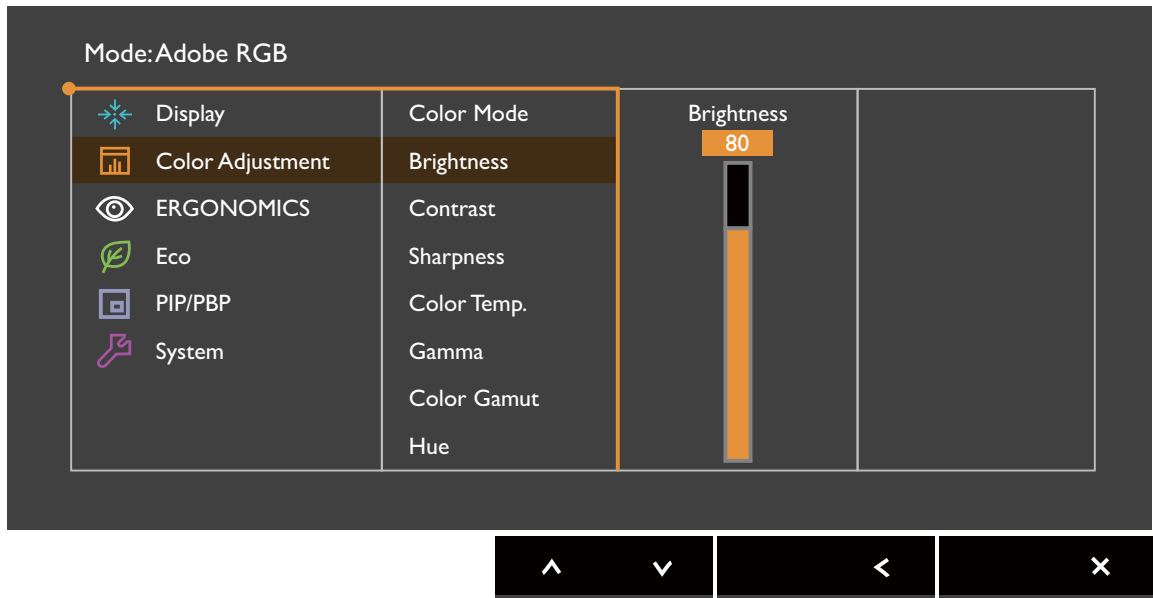 Mode: Adobe RGB
Display
Color Adjustment
ERGONOMICS
Eco
PIP/PBP
System
Color Mode
Brightness
Contrast
Sharpness
Color Temp.
Gamma
Color Gamut
Hue
Brightness
80